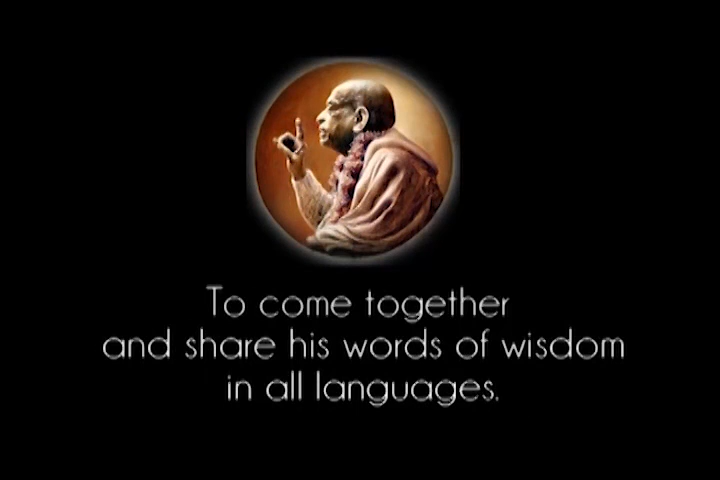 To come together
and share his words of wisdom
in all languages.